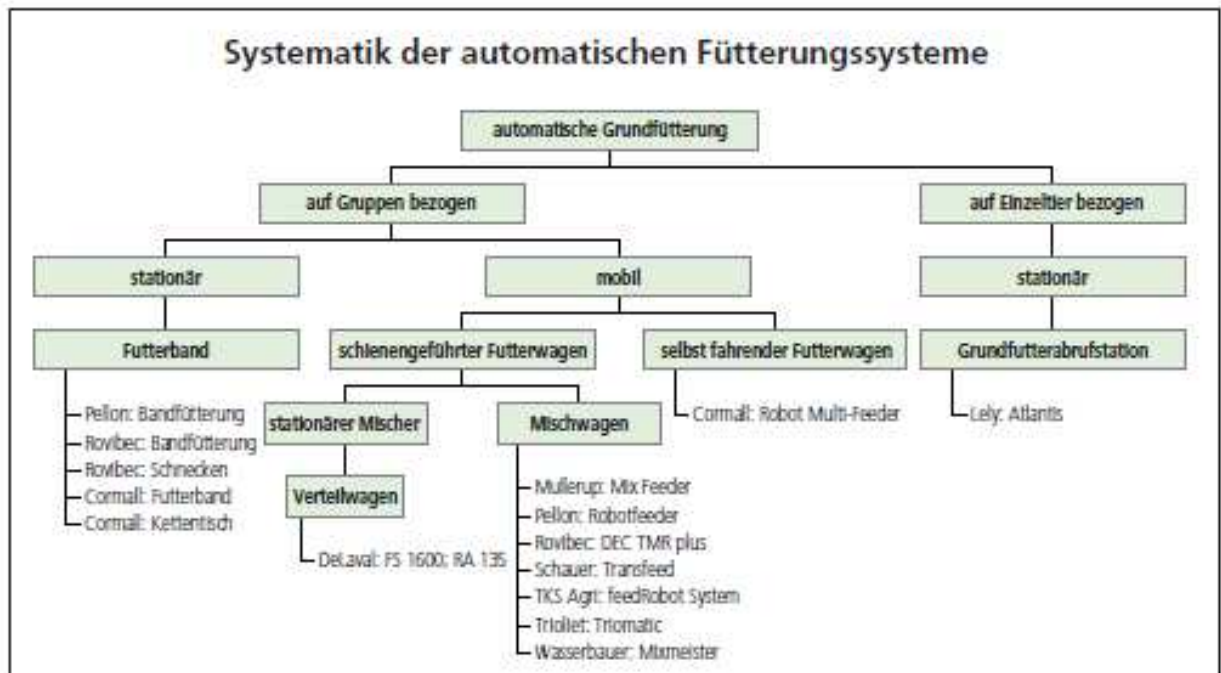 Systematik der automatischen Fütterungssysteme
automatische Grundfütterung
auf Gruppen bezogen
auf Einzeltier bezogen
stationär
mobil
stationär
Futterband
schienengeführter Futterwagen
selbst fahrender Futterwagen
Grundfutterabrufstation
Pellon: Bandfütterung
Rovibec: Bandfütterung
Rovibec: Schnecken
Cormall: Futterband
Cormall: Kettentisch
stationärer Mischer
Mischwagen
Cormall: Robot Multi-Feeder
Lely: Atlantis
Verteilwagen
DeLaval: FS 1600; RA 135
Mullerup: Mix Feeder
Pellon: Robotfeeder
Rovibec: DEC TMR plus
Schauer: Transfeed
TKS Agri: feedRobot System
Trioliet: Triomatic
Wasserbauer: Mixmeister